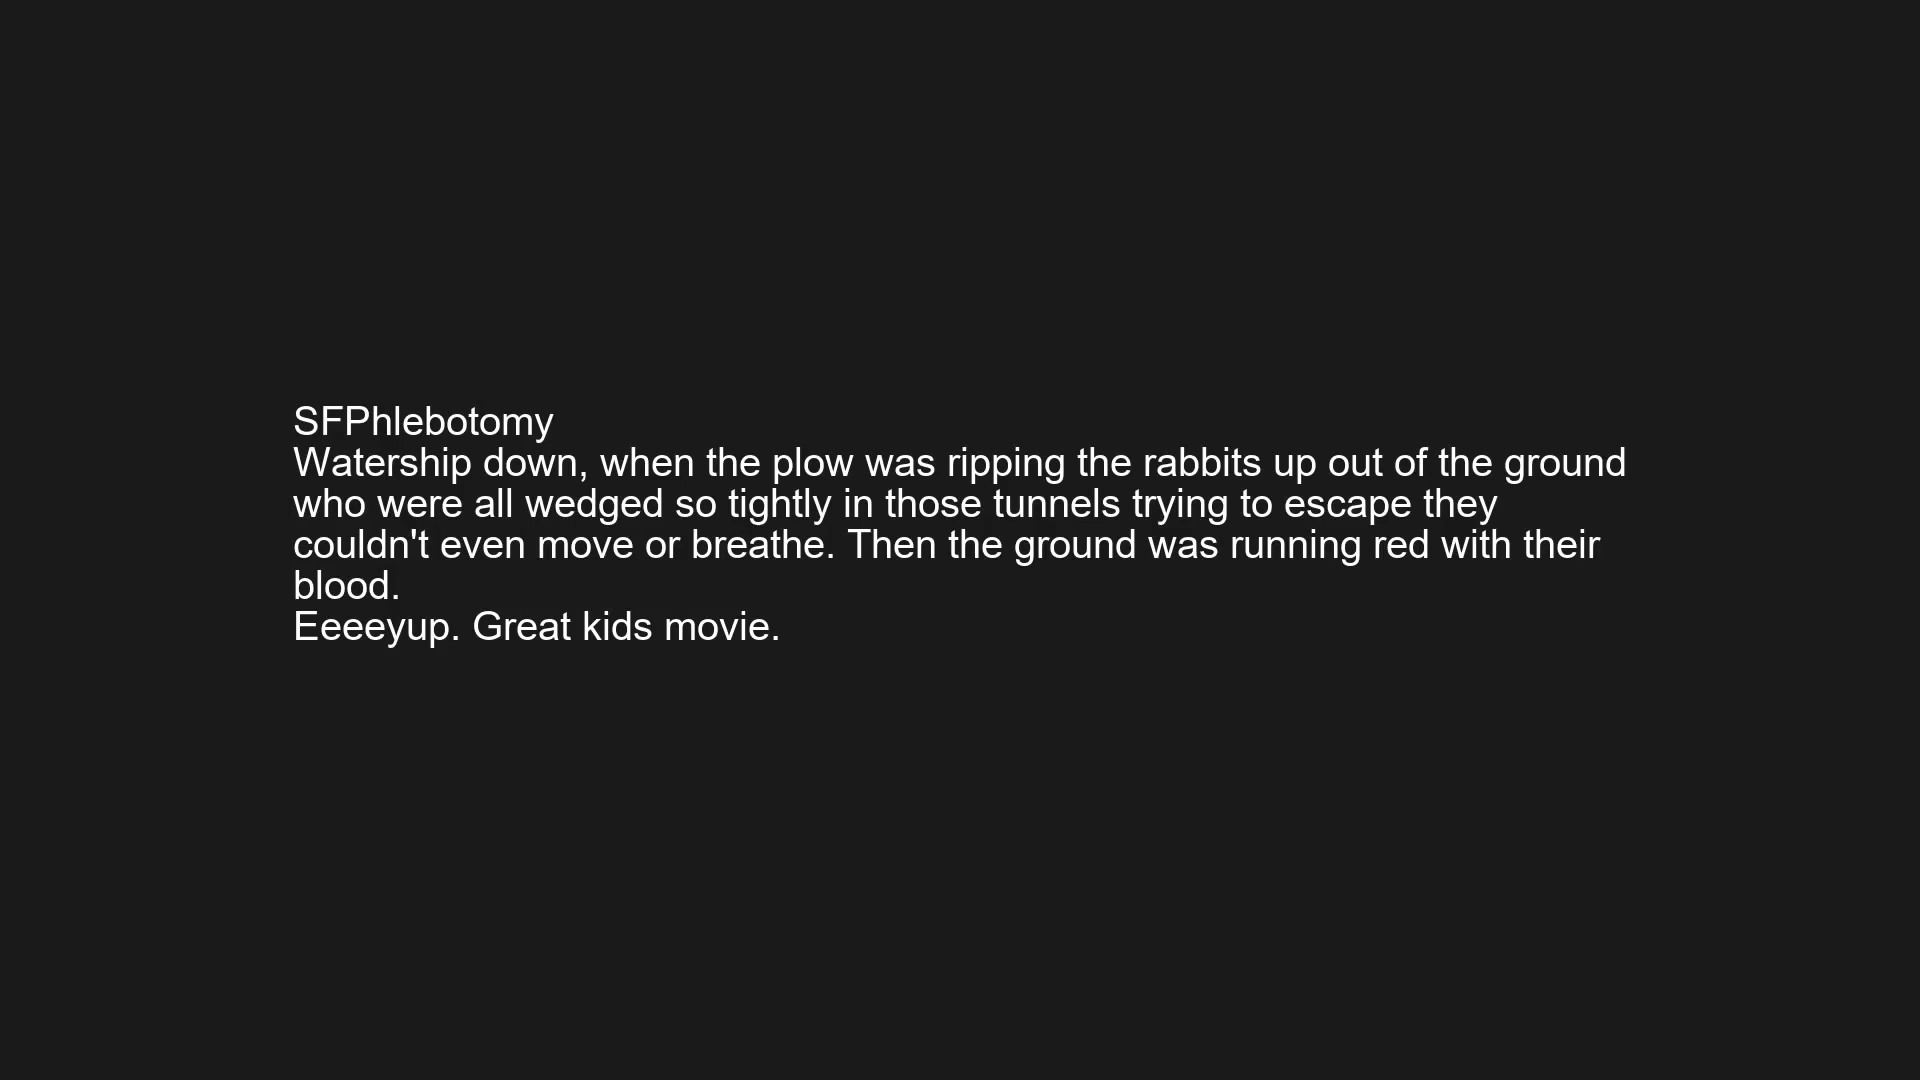 SFPhlebotomy
Watership down, when the plow was ripping the rabbits up out of the ground
who were all wedged so tightly in those tunnels trying to escape they
couldn't even move or breathe. Then the ground was running red with their
blood.
Eeeeyup. Great kids movie.